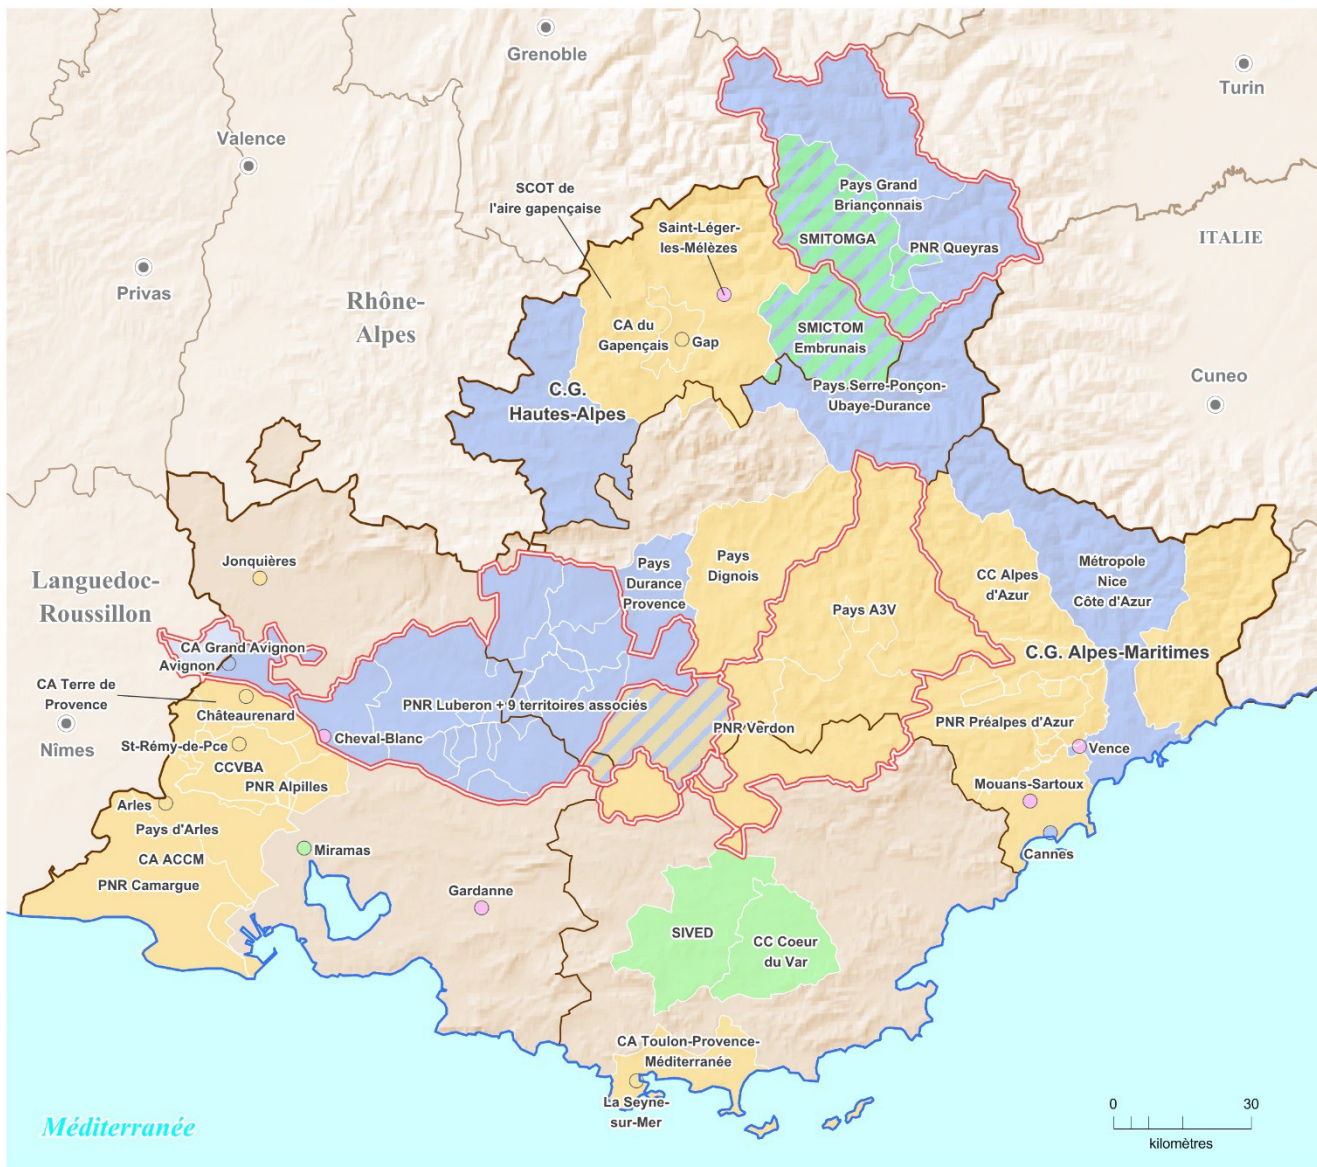 Grenoble
Turin
Valence
SCOT de
l'aire gapençaise
Pays Grand
Briançonnais
Saint-Léger-
les-Mélèzes
SMITOMGA
PNR Queyras
ITALIE
Privas
Rhône-
Alpes
CA du
Gapençais
Gap
SMICTOM
Embrunais
C.G.
Hautes-Alpes
Pays Serre-Ponçon-
Ubaye-Durance
Cuneo
Jonquières
Languedoc-
Roussillon
Pays
Durance
Provence
Pays
Dignois
Pays A3V
CC Alpes
d'Azur
Métropole
Nice
Côte d'Azur
CA Grand Avignon
Avignon
C.G. Alpes-Maritimes
CA Terre de
Provence
Châteaurenard
PNR Luberon + 9 territoires associés
PNR Verdon
PNR Préalpes d'Azur
Nîmes
Cheval-Blanc
St-Rémy-de-Pce
Vence
CCVBA
PNR Alpilles
Mouans-Sartoux
Arles
Pays d'Arles
Miramas
Cannes
CA ACCM
PNR Camargue
Gardanne
SIVED
CC Coeur
du Var
CA Toulon-Provence-
Méditerranée
La Seyne-
sur-Mer
Méditerranée
0 30
kilomètres